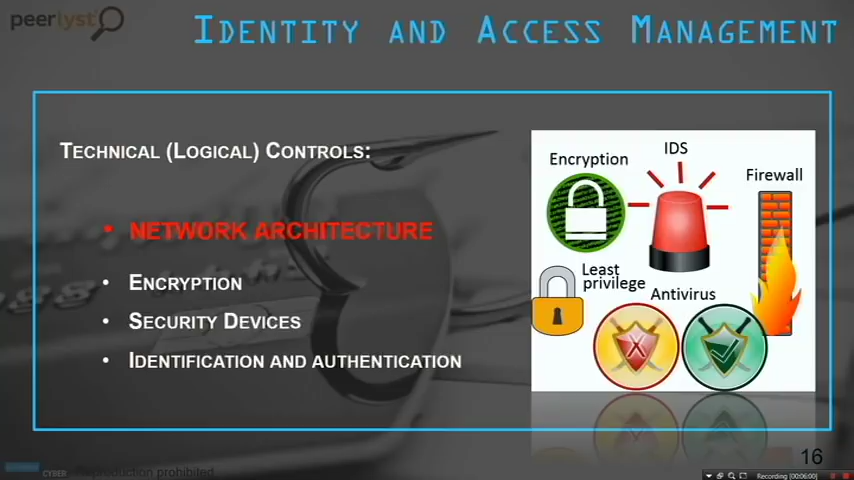 peerlyst
IDENTITY AND ACCESS MANAGEMENT
TECHNICAL (LOGICAL) CONTROLS:
• NETWORK ARCHITECTURE
• ENCRYPTION
• SECURITY DEVICES
• IDENTIFICATION AND AUTHENTICATION
Encryption
IDS
Firewall
Least
privilege
Antivirus
16
CYBER
prohibited
Recording [00:06:00]